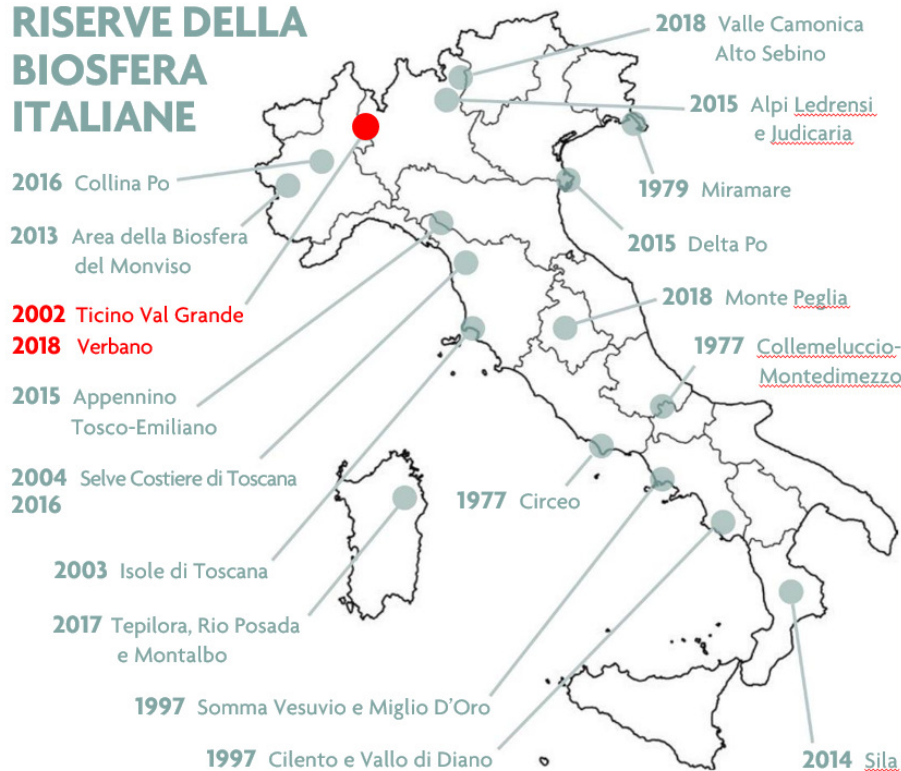 RISERVE DELLA
BIOSFERA
ITALIANE
2018 Valle Camonica
Alto Sebino
2015 Alpi Ledrensi
e Judicaria
2016 Collina Po
1979 Miramare
2013 Area della Biosfera
del Monviso
2015 Delta Po
2002 Ticino Val Grande
2018 Verbano
2018 Monte Peglia
1977 Collemeluccio-
Montedimezzo
2015 Appennino
Tosco-Emiliano
2004 Selve Costiere di Toscana
2016
1977 Circeo
2003 Isole di Toscana
2017 Tepilora, Rio Posada
e Montalbo
1997 Somma Vesuvio e Miglio D'Oro
1997 Cilento e Vallo di Diano
2014 Sila